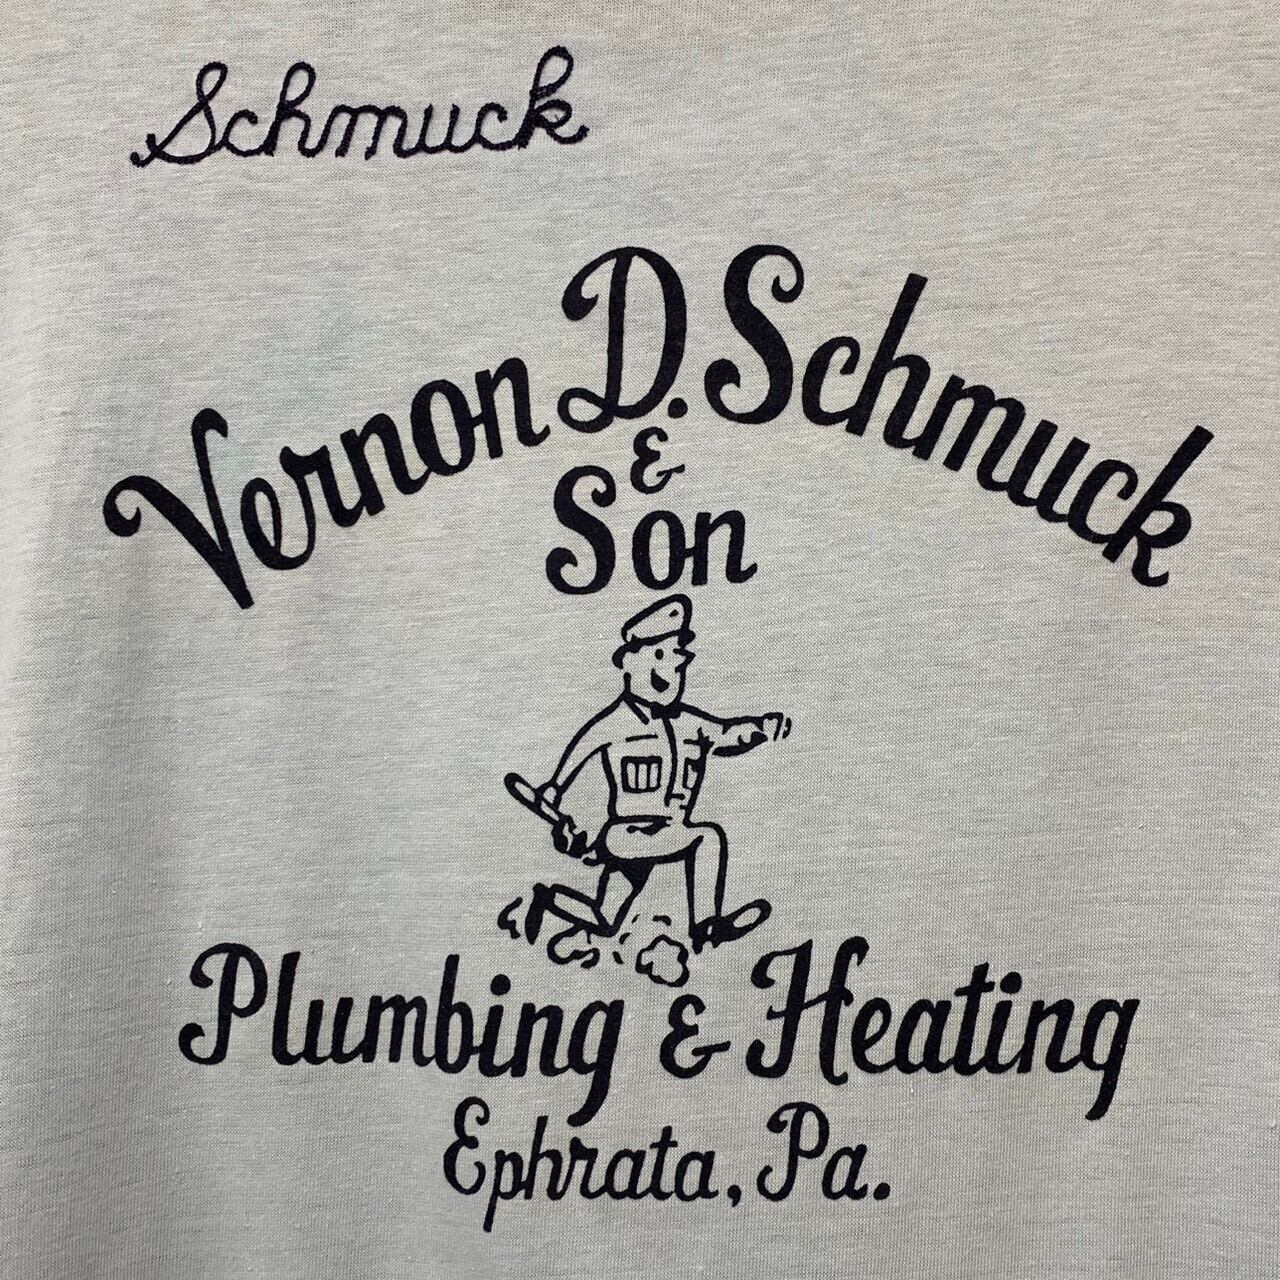 Schmuck
Vernon D. Schmuck
&
Son
Plumbing & Heating
Ephrata, Pa.